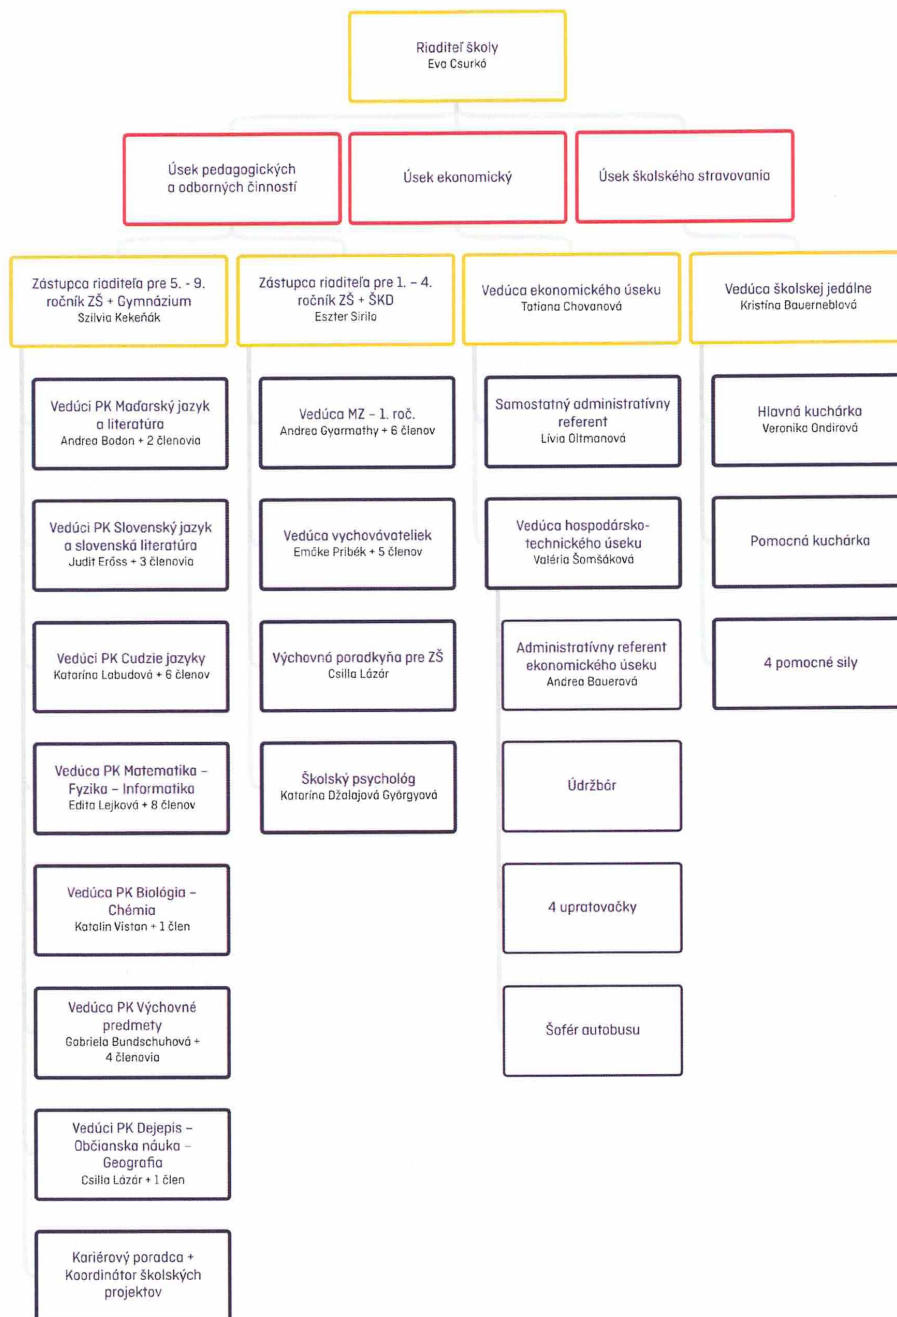 Riaditeľ školy
Eva Csurkó
Úsek pedagogických
a odborných činností
Úsek ekonomický
Úsek školského stravovania
Zástupca riaditeľa pre 5. - 9.
ročník ZŠ + Gymnázium
Szilvia Kekeňák
Zástupca riaditeľa pre 1. – 4.
ročník ZŠ + ŠKD
Eszter Sirilo
Vedúca ekonomického úseku
Tatiana Chovanová
Vedúca školskej jedálne
Kristína Bauerneblová
Vedúci PK Maďarský jazyk
a literatúra
Andrea Bodon + 2 členovia
Vedúci PK Slovenský jazyk
a slovenská literatúra
Judit Erőss + 3 členovia
Vedúci PK Cudzie jazyky
Katarína Labudová + 6 členov
Vedúca PK Matematika –
Fyzika – Informatika
Edita Lejková + 8 členov
Vedúca PK Biológia –
Chémia
Katalin Vistan + 1 člen
Vedúca PK Výchovné
predmety
Gabriela Bundschuhová +
4 členovia
Vedúci PK Dejepis –
Občianska náuka –
Geografia
Csilla Lázár + 1 člen
Kariérový poradca +
Koordinátor školských
projektov
Vedúca MZ – 1. roč.
Andrea Gyarmathy + 6 členov
Vedúca vychovávateliek
Emőke Pribék + 5 členov
Výchovná poradkyňa pre ZŠ
Csilla Lázár
Školský psychológ
Katarína Džalajová Györgyová
Samostatný administratívny
referent
Lívia Oltmanová
Vedúca hospodársko-
technického úseku
Valéria Šomšáková
Administratívny referent
ekonomického úseku
Andrea Bauerová
Údržbár
4 upratovačky
Šofér autobusu
Hlavná kuchárka
Veronika Ondirová
Pomocná kuchárka
4 pomocné sily